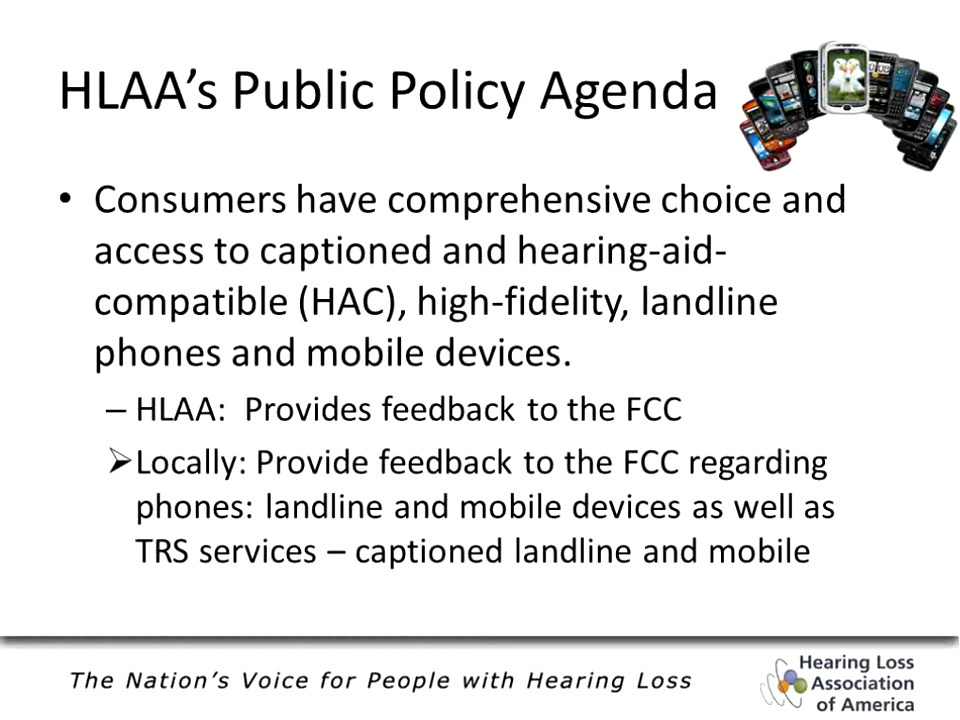 HLAA’s Public Policy Agenda
• Consumers have comprehensive choice and
access to captioned and hearing-aid-
compatible (HAC), high-fidelity, landline
phones and mobile devices.
– HLAA:  Provides feedback to the FCC
➢Locally: Provide feedback to the FCC regarding
phones: landline and mobile devices as well as
TRS services – captioned landline and mobile
The Nation’s Voice for People with Hearing Loss
Hearing Loss
Association
of America